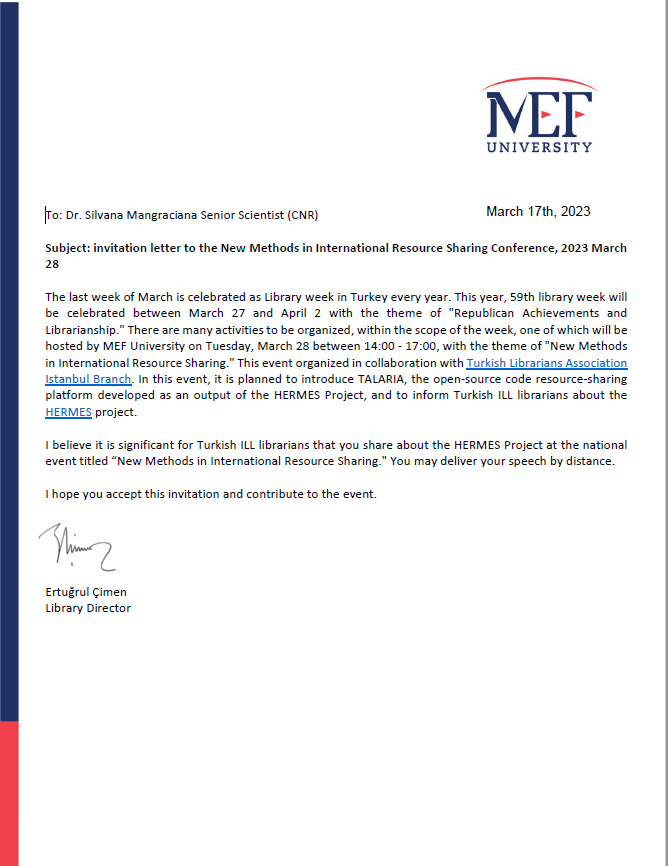 MEF
UNIVERSITY
To: Dr. Silvana Mangraciana Senior Scientist (CNR)
March 17th, 2023
Subject: invitation letter to the New Methods in International Resource Sharing Conference, 2023 March
28
The last week of March is celebrated as Library week in Turkey every year. This year, 59th library week will
be celebrated between March 27 and April 2 with the theme of "Republican Achievements and
Librarianship." There are many activities to be organized, within the scope of the week, one of which will be
hosted by MEF University on Tuesday, March 28 between 14:00 - 17:00, with the theme of "New Methods
in International Resource Sharing." This event organized in collaboration with Turkish Librarians Association
Istanbul Branch. In this event, it is planned to introduce TALARIA, the open-source code resource-sharing
platform developed as an output of the HERMES Project, and to inform Turkish ILL librarians about the
HERMES project.
I believe it is significant for Turkish ILL librarians that you share about the HERMES Project at the national
event titled “New Methods in International Resource Sharing." You may deliver your speech by distance.
I hope you accept this invitation and contribute to the event.
Ertuğrul Çimen
Library Director